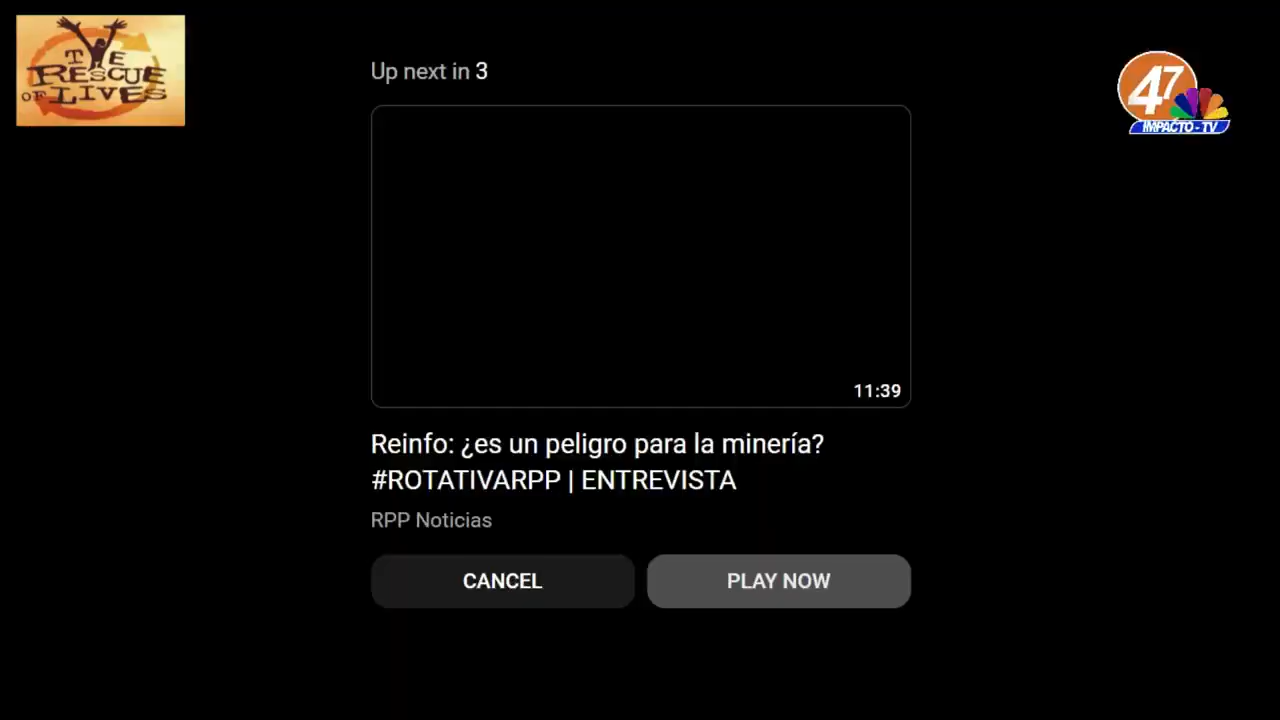 THE
RESCUE
OF LIVES
Up next in 3
47
IMPACTO-TV
11:39
Reinfo: ¿es un peligro para la minería?
#ROTATIVARPP | ENTREVISTA
RPP Noticias
CANCEL
PLAY NOW